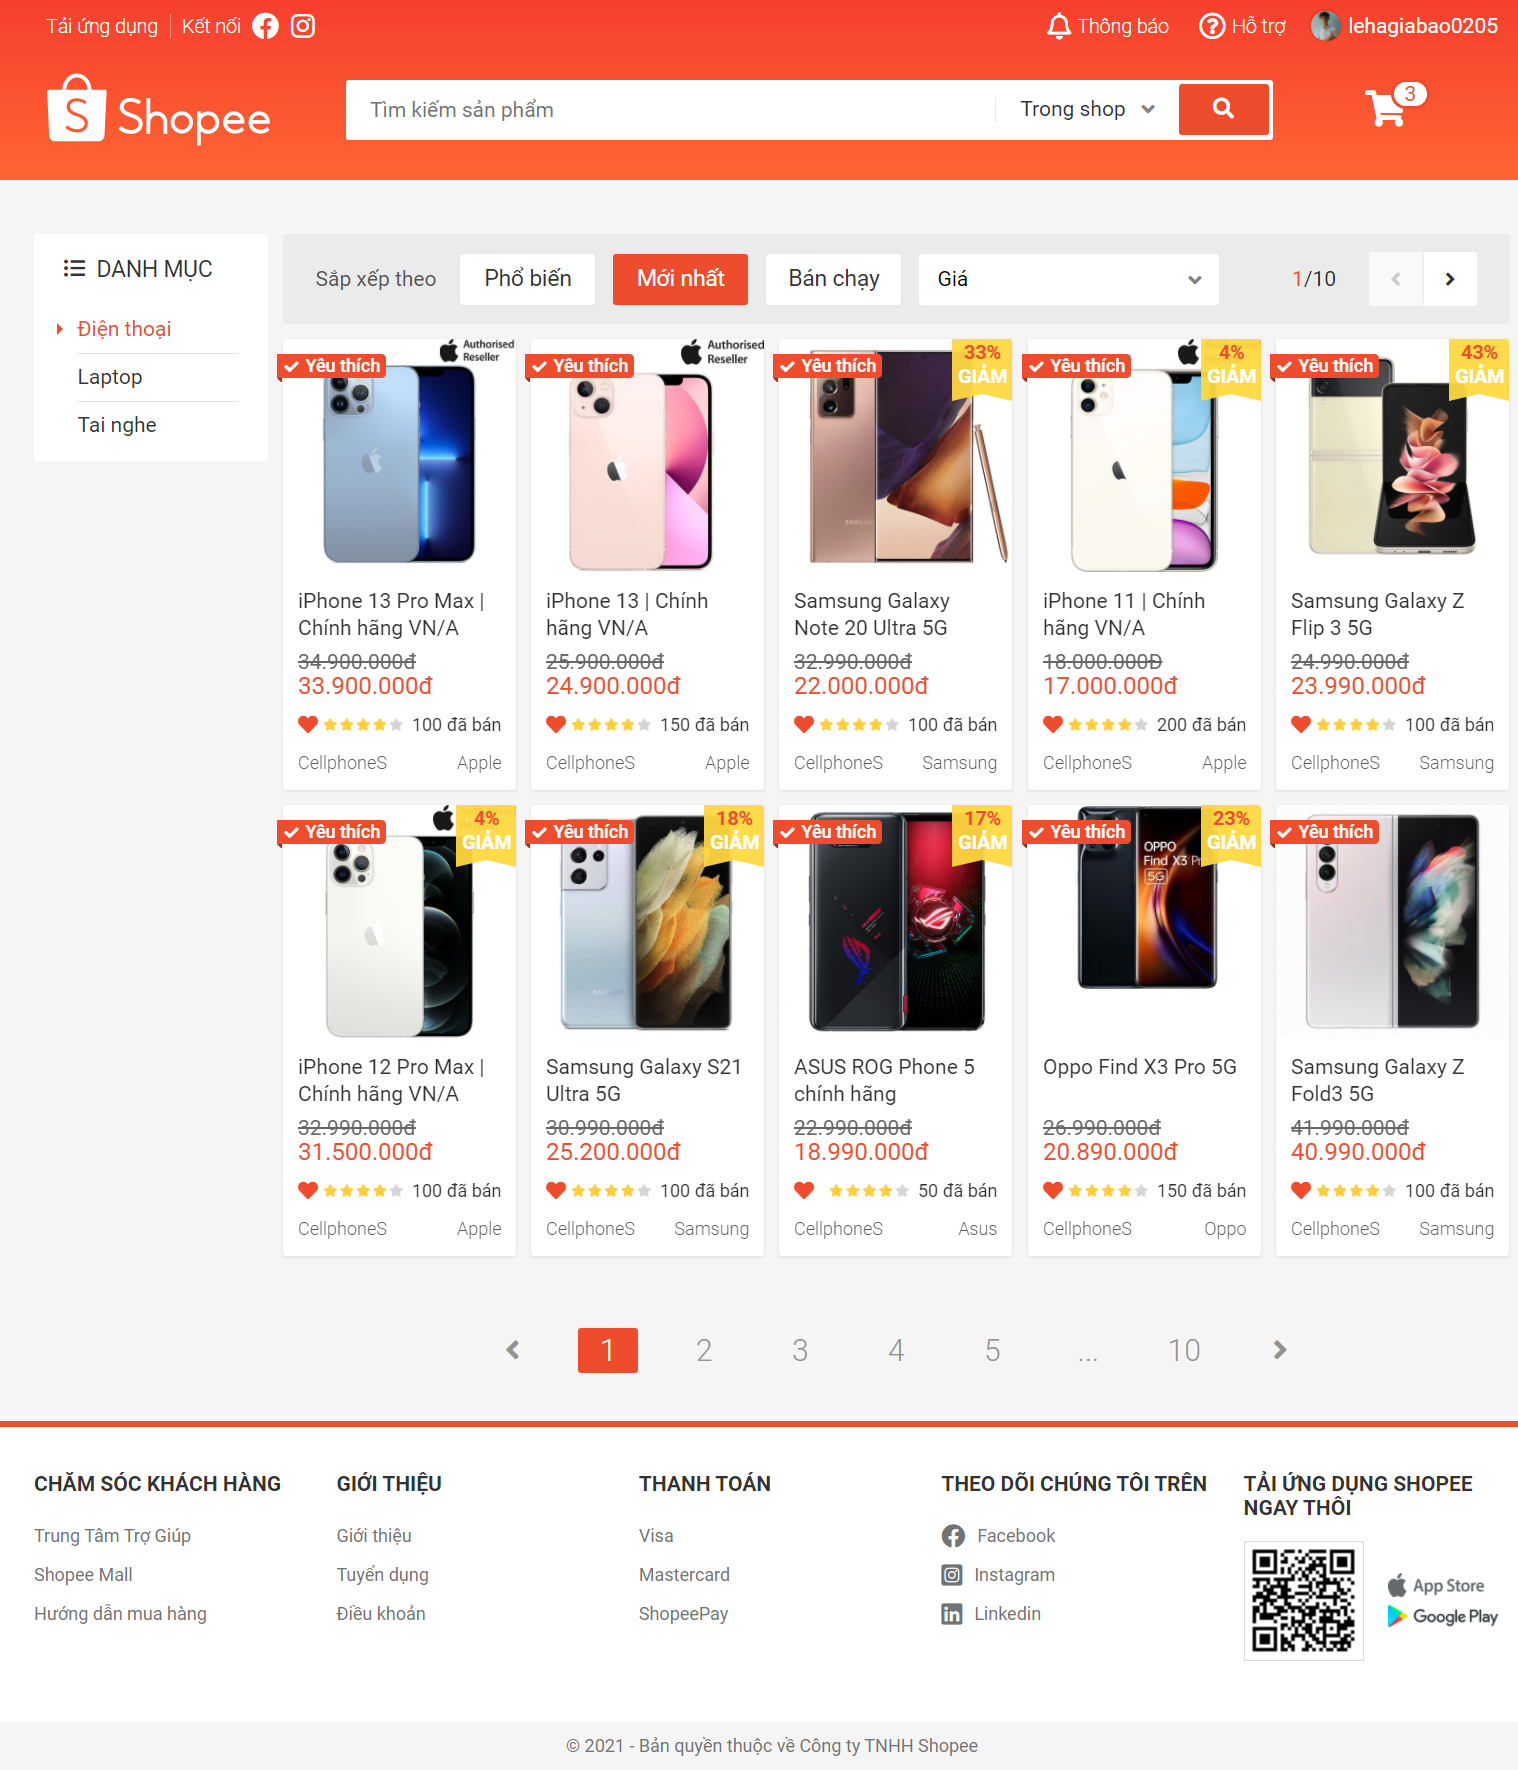 Tải ứng dụng
Kết nối
Thông báo
Hỗ trợ
lehagiabao0205
S Shopee
Tìm kiếm sản phẩm
Trong shop
3
DANH MỤC
Điện thoại
Laptop
Tai nghe
Sắp xếp theo
Phổ biến
Mới nhất
Bán chạy
Giá
1/10
Yêu thích
Authorised
Reseller
iPhone 13 Pro Max |
Chính hãng VN/A
34.900.000đ
33.900.000đ
100 đã bán
CellphoneS
Apple
Yêu thích
Authorised
Reseller
iPhone 13 | Chính
hãng VN/A
25.900.000đ
24.900.000đ
150 đã bán
CellphoneS
Apple
Yêu thích
33%
GIẢM
Samsung Galaxy
Note 20 Ultra 5G
32.990.000đ
22.000.000đ
100 đã bán
CellphoneS
Samsung
Yêu thích
4%
GIẢM
iPhone 11 | Chính
hãng VN/A
18.000.000Đ
17.000.000đ
200 đã bán
CellphoneS
Apple
Yêu thích
43%
GIẢM
Samsung Galaxy Z
Flip 3 5G
24.990.000đ
23.990.000đ
100 đã bán
CellphoneS
Samsung
Yêu thích
4%
GIẢM
iPhone 12 Pro Max |
Chính hãng VN/A
32.990.000đ
31.500.000đ
100 đã bán
CellphoneS
Apple
Yêu thích
18%
GIẢM
Samsung Galaxy S21
Ultra 5G
30.990.000đ
25.200.000đ
100 đã bán
CellphoneS
Samsung
Yêu thích
17%
GIẢM
ASUS ROG Phone 5
chính hãng
22.990.000đ
18.990.000đ
50 đã bán
CellphoneS
Asus
Yêu thích
23%
GIẢM
OPPO
Find X3 Pr
5G
Oppo Find X3 Pro 5G
26.990.000đ
20.890.000đ
150 đã bán
CellphoneS
Oppo
Yêu thích
Samsung Galaxy Z
Fold3 5G
41.990.000đ
40.990.000đ
100 đã bán
CellphoneS
Samsung
1 2 3 4 5 ... 10
CHĂM SÓC KHÁCH HÀNG
Trung Tâm Trợ Giúp
Shopee Mall
Hướng dẫn mua hàng
GIỚI THIỆU
Giới thiệu
Tuyển dụng
Điều khoản
THANH TOÁN
Visa
Mastercard
ShopeePay
THEO DÕI CHÚNG TÔI TRÊN
Facebook
Instagram
Linkedin
TẢI ỨNG DỤNG SHOPEE
NGAY THÔI
App Store
Google Play
© 2021 - Bản quyền thuộc về Công ty TNHH Shopee